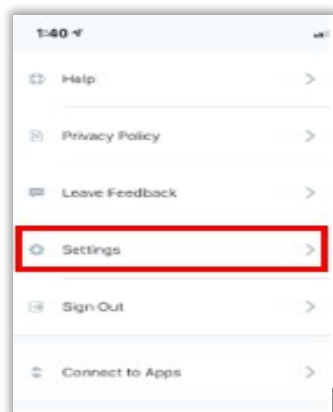 1:40
Help
Privacy Policy
Leave Feedback
Settings
Sign Out
Connect to Apps